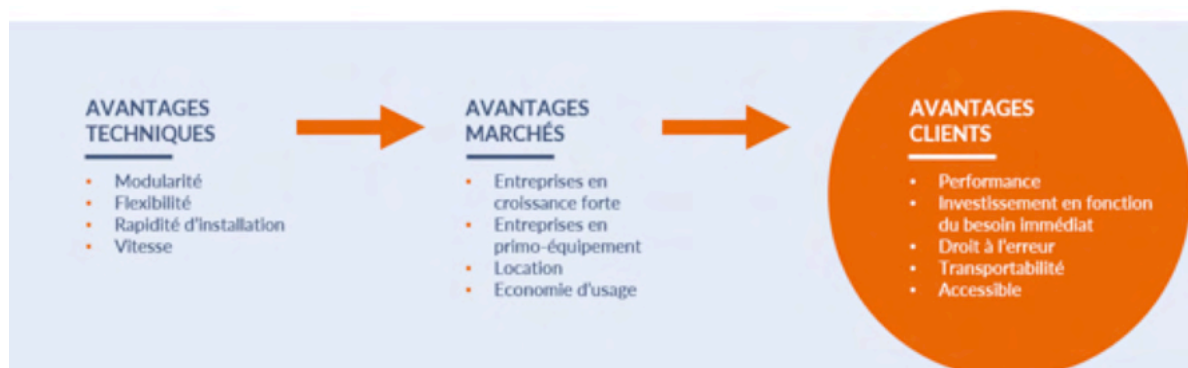 AVANTAGES
TECHNIQUES
• Modularité
• Flexibilité
• Rapidité d'installation
• Vitesse
AVANTAGES
MARCHÉS
• Entreprises en
croissance forte
• Entreprises en
primo-équipement
• Location
• Economie d'usage
AVANTAGES
CLIENTS
• Performance
• Investissement en fonction
du besoin immédiat
• Droit à l'erreur
• Transportabilité
• Accessible